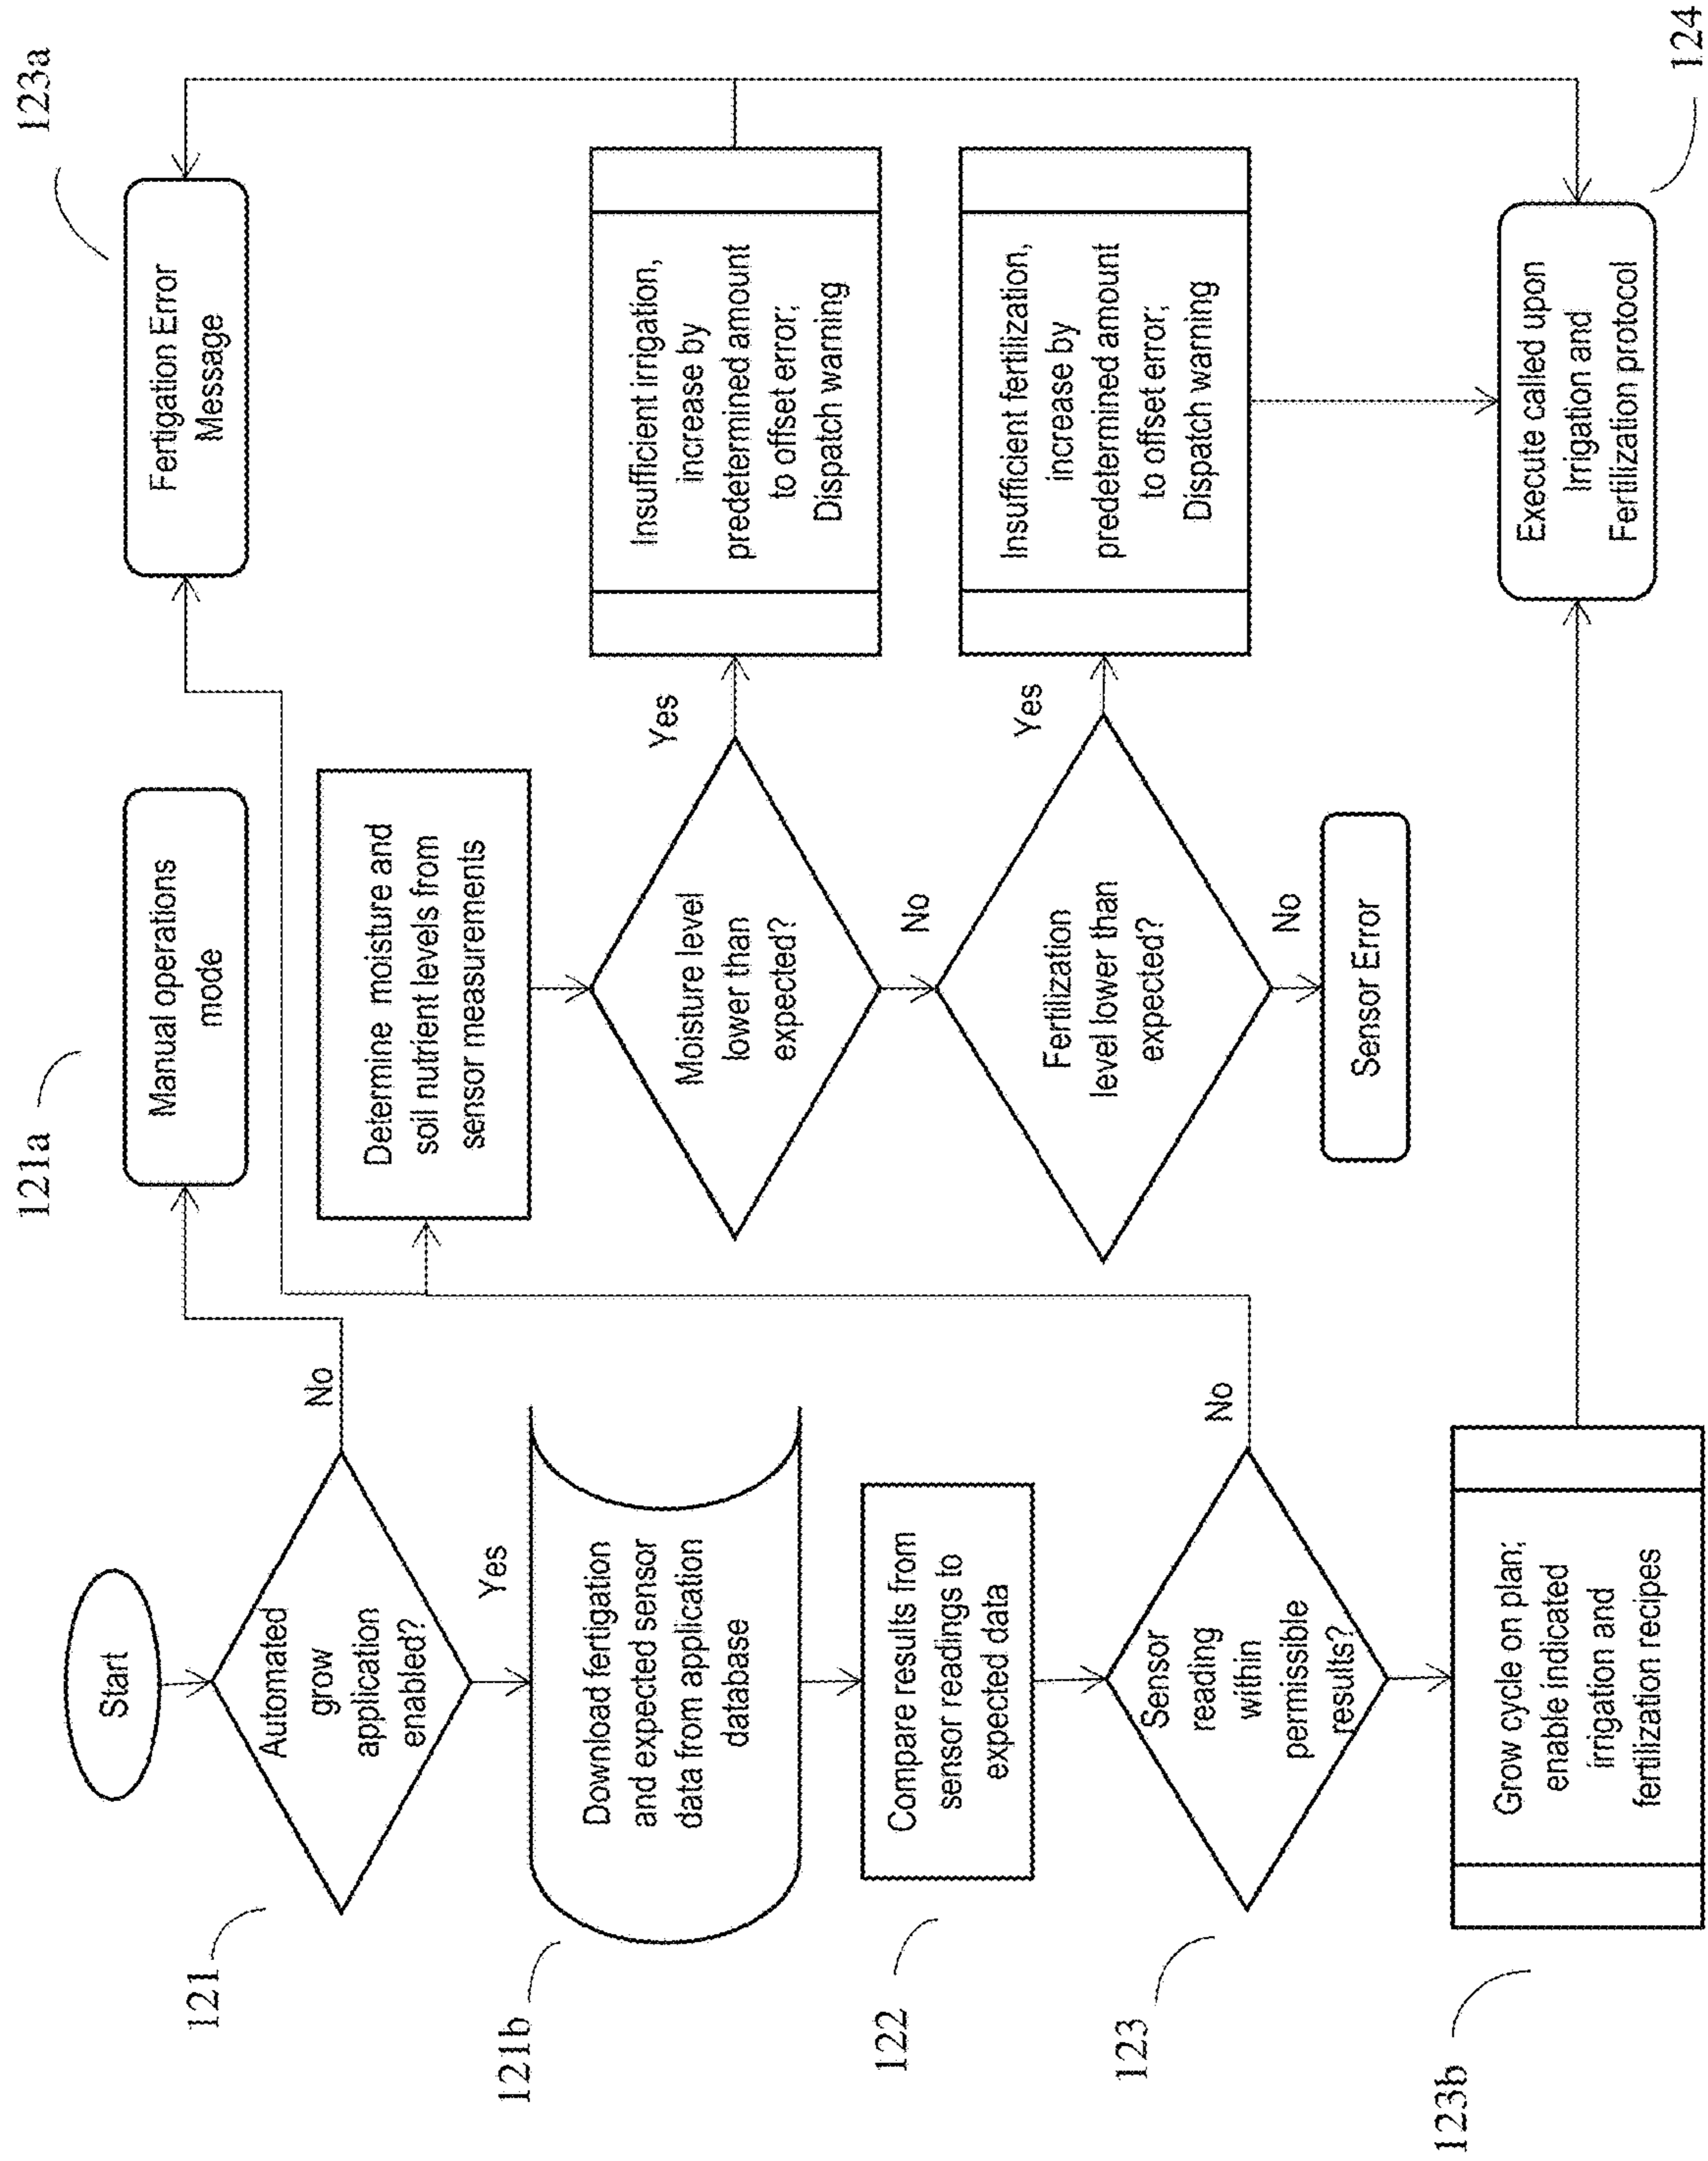 Start
121
Automated
grow
application
enabled?
No
Yes
121a
Manual operations
mode
121b
Download fertigation
and expected sensor
data from application
database
122
Compare results from
sensor readings to
expected data
123
Sensor
reading
within
permissible
results?
No
123b
Grow cycle on plan;
enable indicated
irrigation and
fertilization recipes
123a
Fertigation Error
Message
Determine moisture and
soil nutrient levels from
sensor measurements
Moisture level
lower than
expected?
Yes
No
Insufficient irrigation,
increase by
predetermined amount
to offset error;
Dispatch warning
Fertilization
level lower than
expected?
Yes
No
Insufficient fertilization,
increase by
predetermined amount
to offset error;
Dispatch warning
Sensor Error
Execute called upon
Irrigation and
Fertilization protocol
124